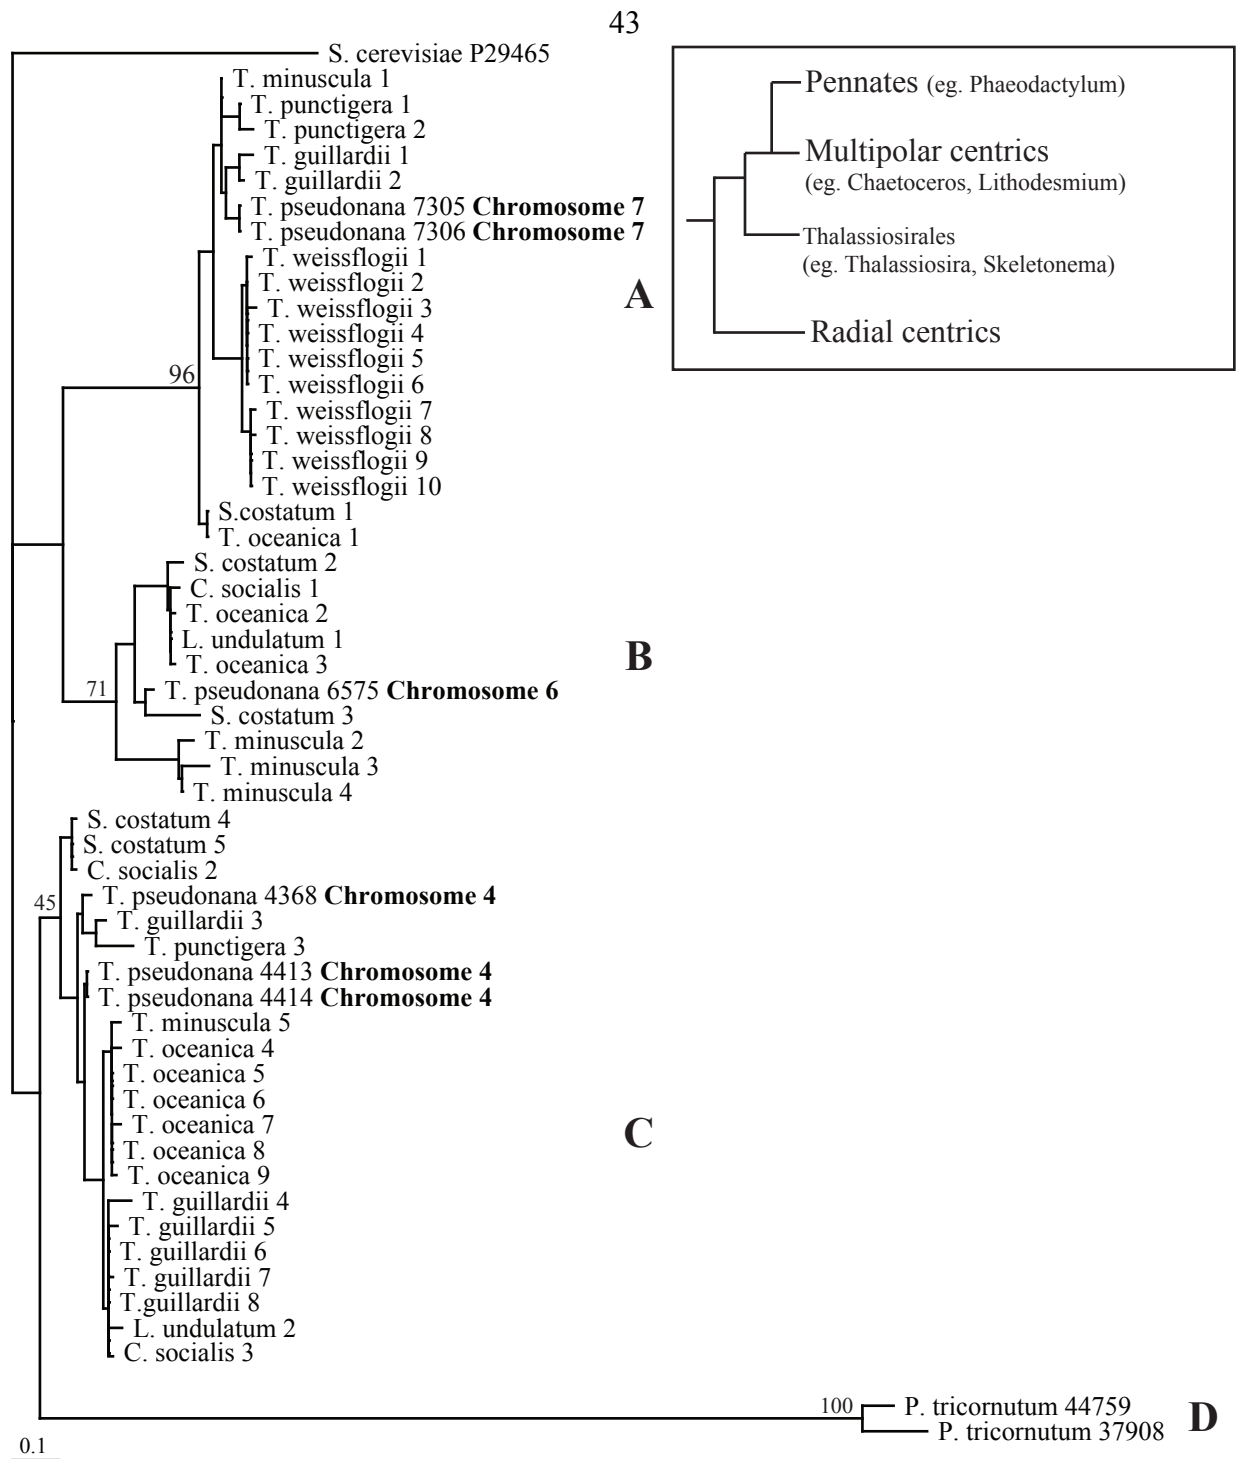 43
S. cerevisiae P29465
T. minuscula 1
T. punctigera 1
T. punctigera 2
T. guillardii 1
T. guillardii 2
T. pseudonana 7305 Chromosome 7
T. pseudonana 7306 Chromosome 7
T. weissflogii 1
T. weissflogii 2
T. weissflogii 3
T. weissflogii 4
T. weissflogii 5
T. weissflogii 6
T. weissflogii 7
T. weissflogii 8
T. weissflogii 9
T. weissflogii 10
S.costatum 1
T. oceanica 1
96
A
S. costatum 2
C. socialis 1
T. oceanica 2
L. undulatum 1
T. oceanica 3
T. pseudonana 6575 Chromosome 6
S. costatum 3
T. minuscula 2
T. minuscula 3
T. minuscula 4
71
B
S. costatum 4
S. costatum 5
C. socialis 2
T. pseudonana 4368 Chromosome 4
T. guillardii 3
T. punctigera 3
T. pseudonana 4413 Chromosome 4
T. pseudonana 4414 Chromosome 4
T. minuscula 5
T. oceanica 4
T. oceanica 5
T. oceanica 6
T. oceanica 7
T. oceanica 8
T. oceanica 9
T. guillardii 4
T. guillardii 5
T. guillardii 6
T. guillardii 7
T.guillardii 8
L. undulatum 2
C. socialis 3
45
C
100
P. tricornutum 44759
P. tricornutum 37908
D
0.1
Pennates (eg. Phaeodactylum)
Multipolar centrics
(eg. Chaetoceros, Lithodesmium)
Thalassiosirales
(eg. Thalassiosira, Skeletonema)
Radial centrics